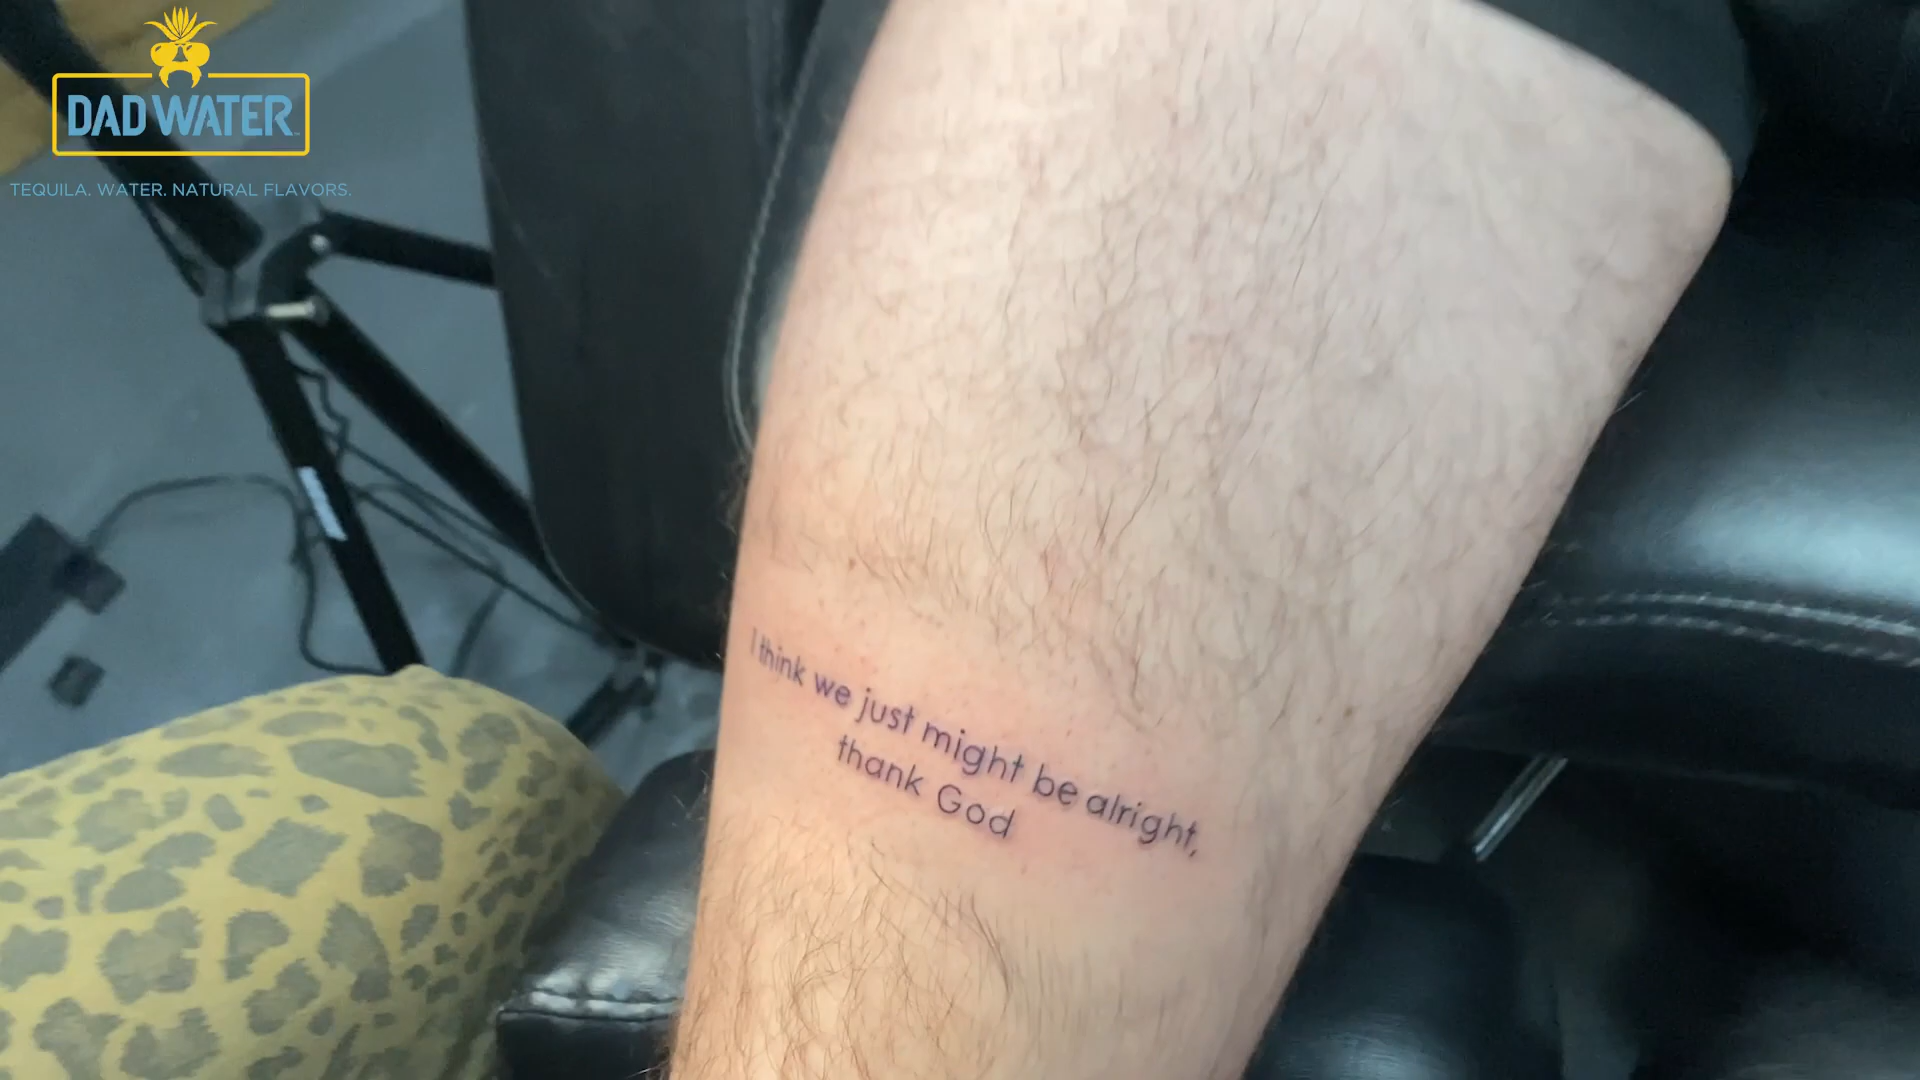 DAD WATER
TEQUILA. WATER. NATURAL FLAVORS.
I think we just might be alright,
thank God